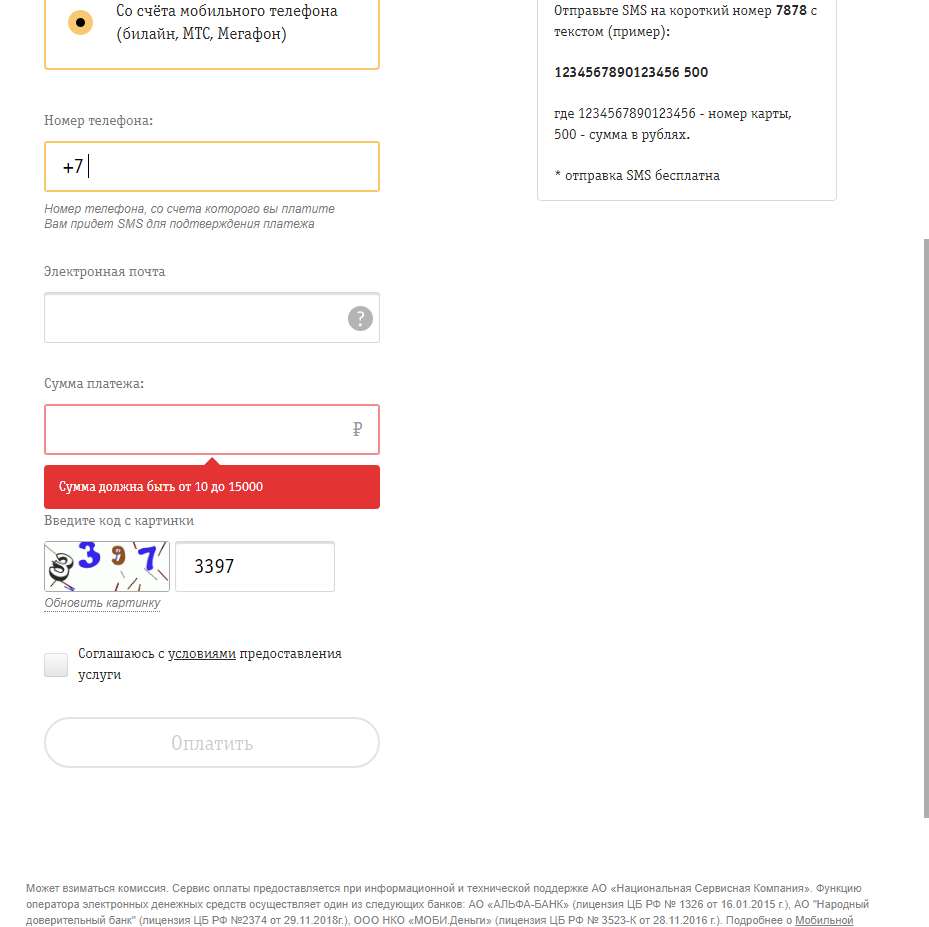 Со счёта мобильного телефона
(билайн, МТС, Мегафон)
Номер телефона:
+7
Номер телефона, со счета которого вы платите
Вам придет SMS для подтверждения платежа
Электронная почта
?
Сумма платежа:
₽
Сумма должна быть от 10 до 15000
Введите код с картинки
3397
3397
Обновить картинку
Соглашаюсь с условиями предоставления
услуги
Оплатить
Отправьте SMS на короткий номер 7878 с
текстом (пример):
1234567890123456 500
где 1234567890123456 - номер карты,
500 - сумма в рублях.
* отправка SMS бесплатна
Может взиматься комиссия. Сервис оплаты предоставляется при информационной и технической поддержке АО «Национальная Сервисная Компания». Функцию
оператора электронных денежных средств осуществляет один из следующих банков: АО «АЛЬФА-БАНК» (лицензия ЦБ РФ № 1326 от 16.01.2015 г.), АО "Народный
доверительный банк" (лицензия ЦБ РФ №2374 от 29.11.2018г.), ООО НКО «МОБИ.Деньги» (лицензия ЦБ РФ № 3523-К от 28.11.2016 г.). Подробнее о Мобильной